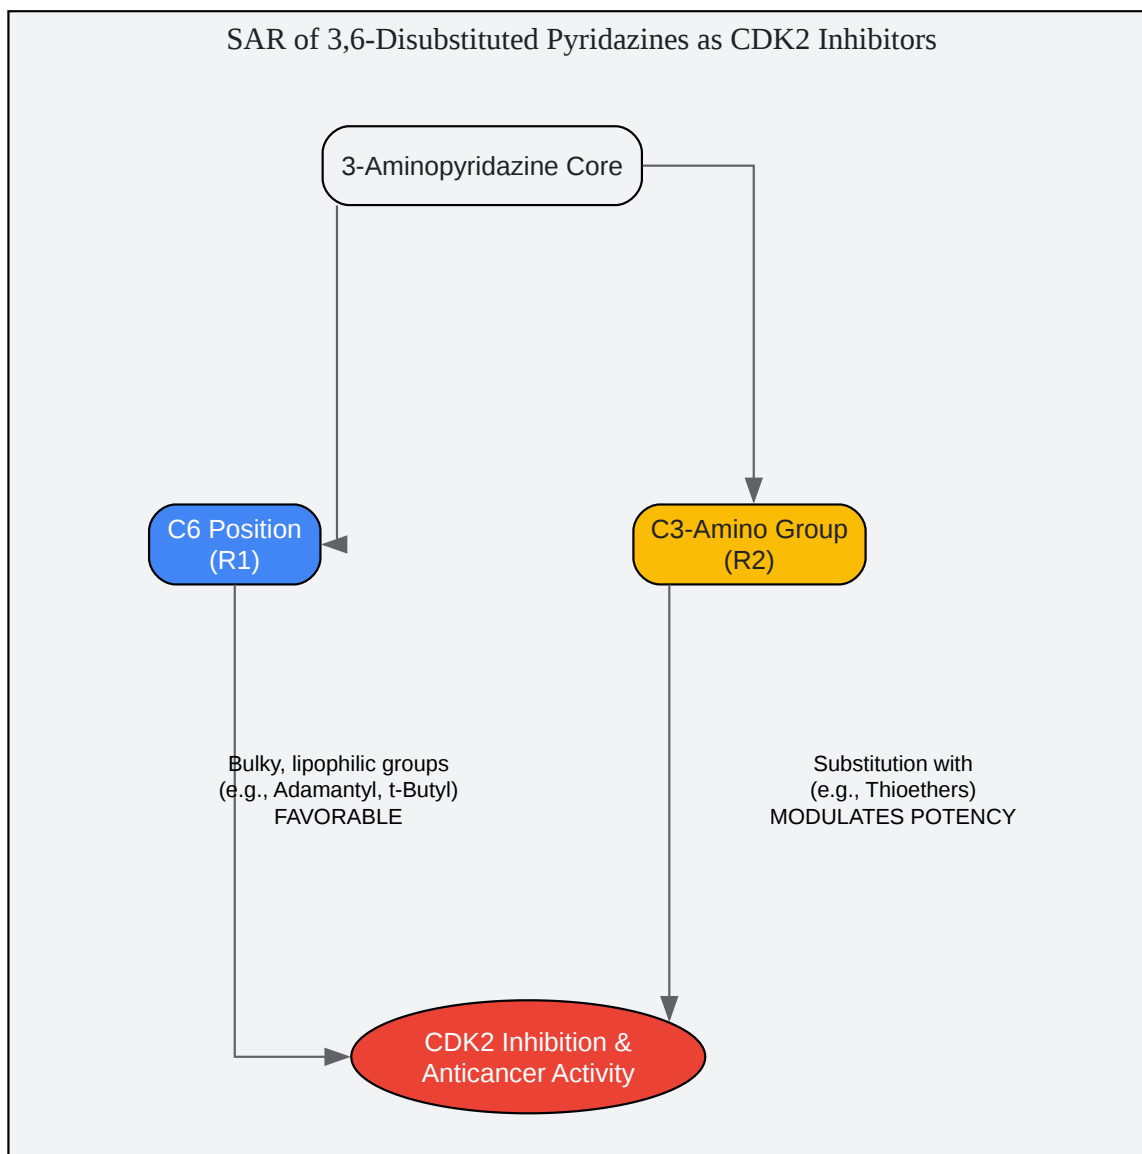 SAR of 3,6-Disubstituted Pyridazines as CDK2 Inhibitors
3-Aminopyridazine Core
C6 Position
(R1)
C3-Amino Group
(R2)
Bulky, lipophilic groups
(e.g., Adamantyl, t-Butyl)
FAVORABLE
Substitution with
(e.g., Thioethers)
MODULATES POTENCY
CDK2 Inhibition &
Anticancer Activity